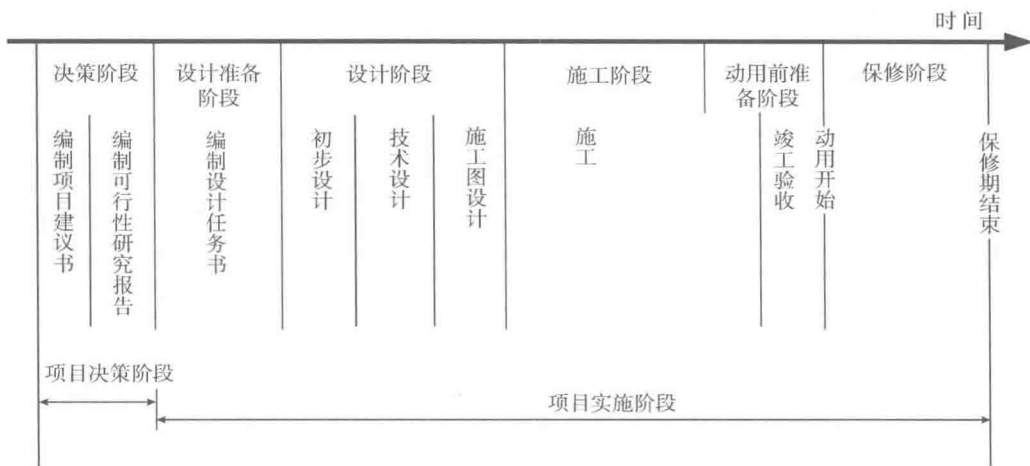 时间
决策阶段
设计准备
阶段
设计阶段
施工阶段
动用前准
备阶段
保修阶段
编制项目建议书
编制可行性研究报告
编制设计任务书
初步设计
技术设计
施工图设计
施工
竣工验收
动用开始
保修期结束
项目决策阶段
项目实施阶段